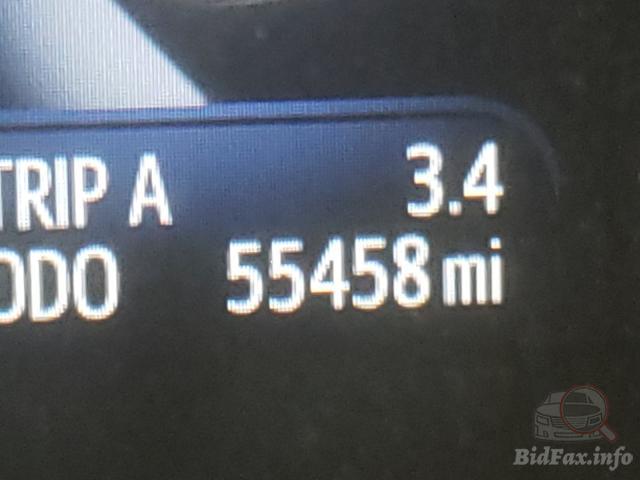 TRIP A 3.4
ODO 55458 mi
BidFax.info